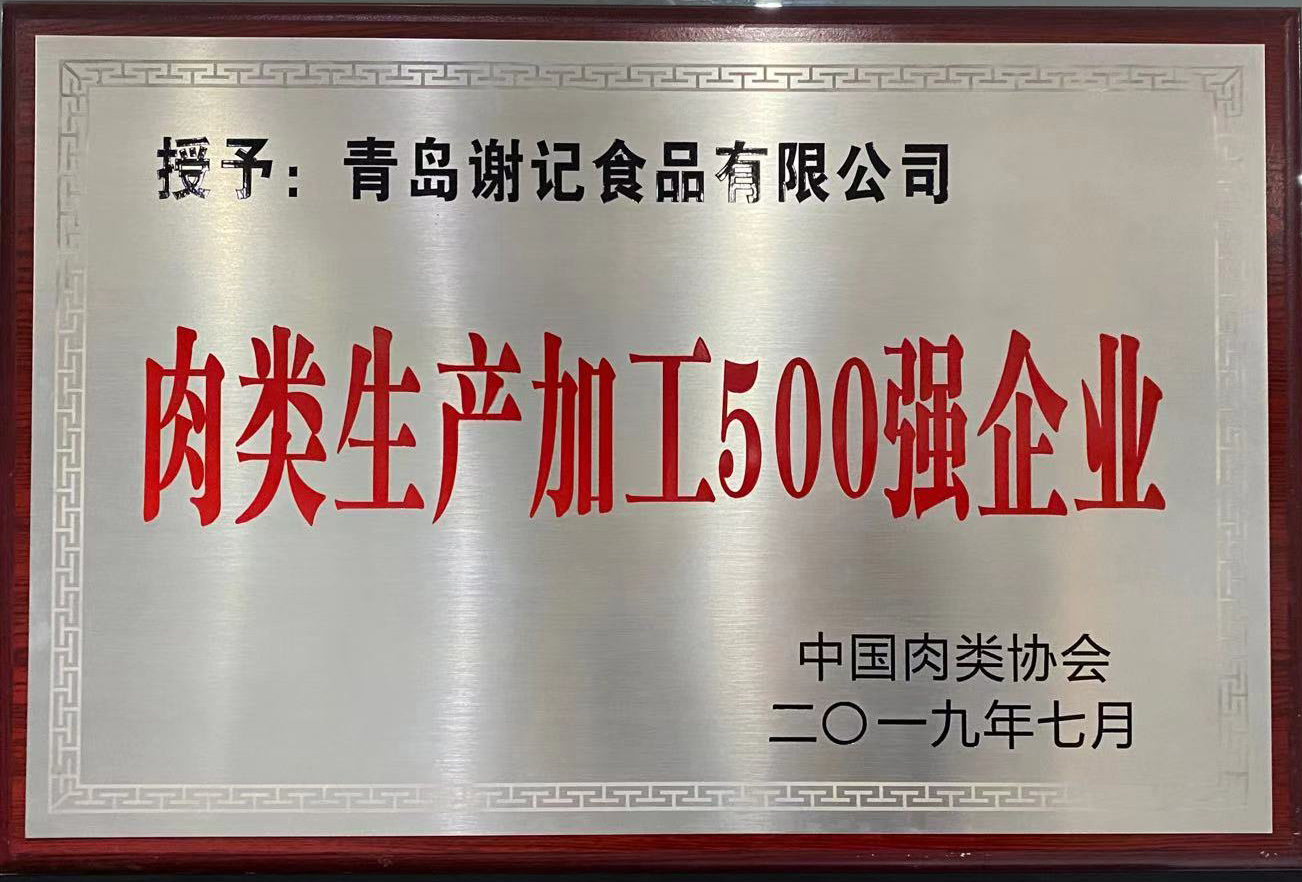 授予：青岛谢记食品有限公司
肉类生产加工500强企业
中国肉类协会
二〇一九年七月